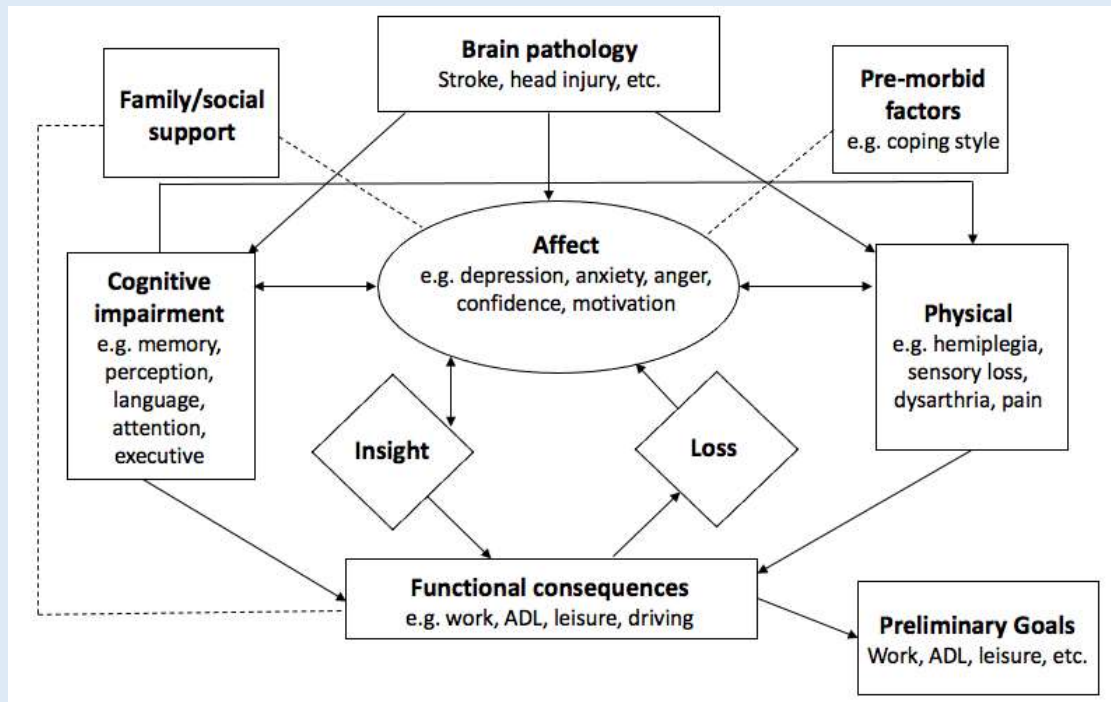 Brain pathology
Stroke, head injury, etc.
Family/social
support
Pre-morbid
factors
e.g. coping style
Affect
e.g. depression, anxiety, anger,
confidence, motivation
Cognitive
impairment
e.g. memory,
perception,
language,
attention,
executive
Physical
e.g. hemiplegia,
sensory loss,
dysarthria, pain
Insight
Loss
Functional consequences
e.g. work, ADL, leisure, driving
Preliminary Goals
Work, ADL, leisure, etc.